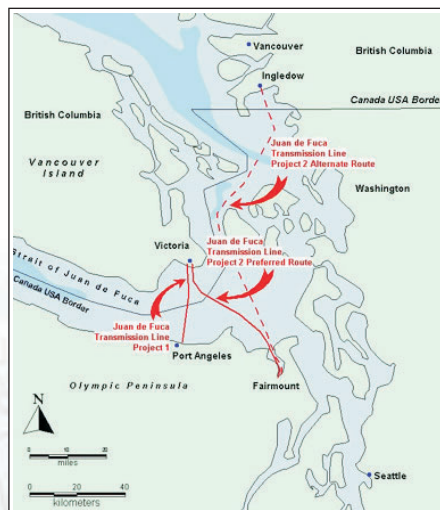 Vancouver
British Columbia
Ingledow
Canada USA Border
British Columbia
Juan de Fuca
Transmission Line
Project 2 Alternate Route
Vancouver
Island
Washington
Victoria
Juan de Fuca
Transmission Line
Project 2 Preferred Route
Strait of Juan de Fuca
Canada USA Border
Juan de Fuca
Transmission Line
Project 1
Port Angeles
Olympic Peninsula
Fairmount
N
0 10 20
miles
Seattle
0 20 40
kilometers